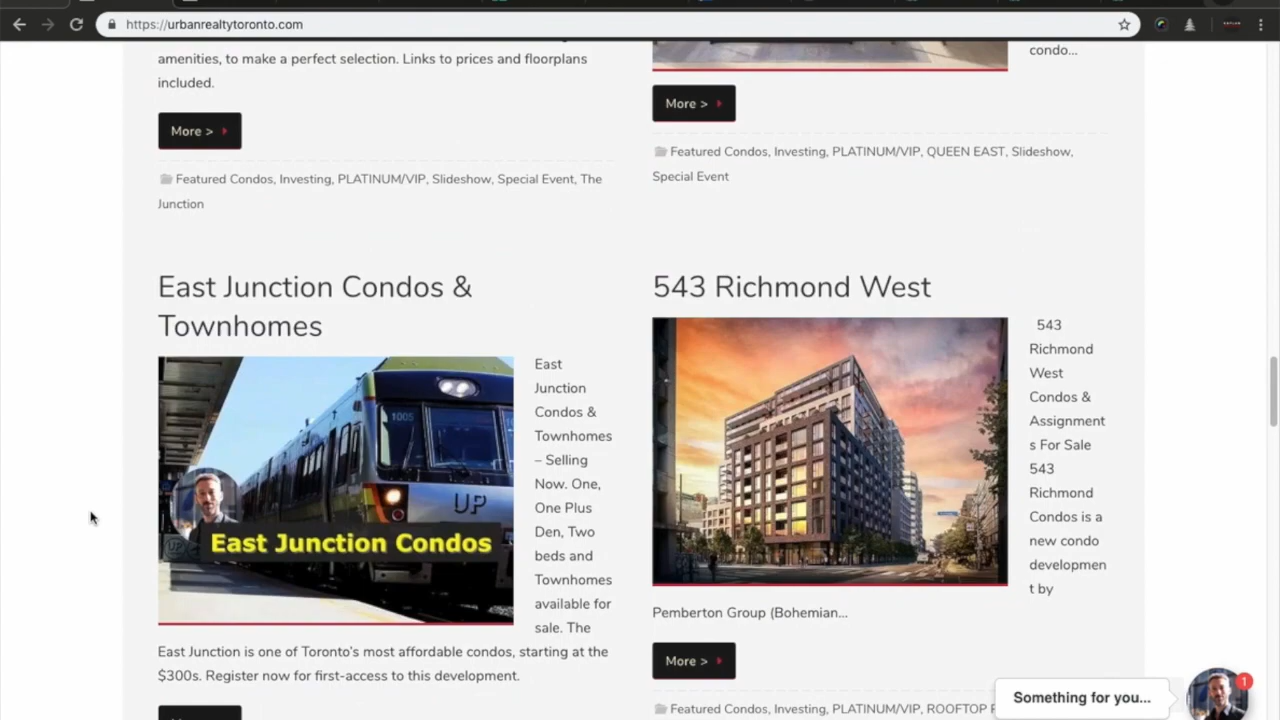 https://urbanrealtytoronto.com
amenities, to make a perfect selection. Links to prices and floorplans
included.
More >
Featured Condos, Investing, PLATINUM/VIP, Slideshow, Special Event, The
Junction
condo...
More >
Featured Condos, Investing, PLATINUM/VIP, QUEEN EAST, Slideshow,
Special Event
East Junction Condos &
Townhomes
1005
UP
East Junction Condos
East
Junction
Condos &
Townhomes
– Selling
Now. One,
One Plus
Den, Two
beds and
Townhomes
available for
sale. The
East Junction is one of Toronto's most affordable condos, starting at the
$300s. Register now for first-access to this development.
543 Richmond West
543
Richmond
West
Condos &
Assignment
s For Sale
543
Richmond
Condos is a
new condo
developmen
t by
Pemberton Group (Bohemian...
More >
Featured Condos, Investing, PLATINUM/VIP, ROOFTOP
Something for you...
1